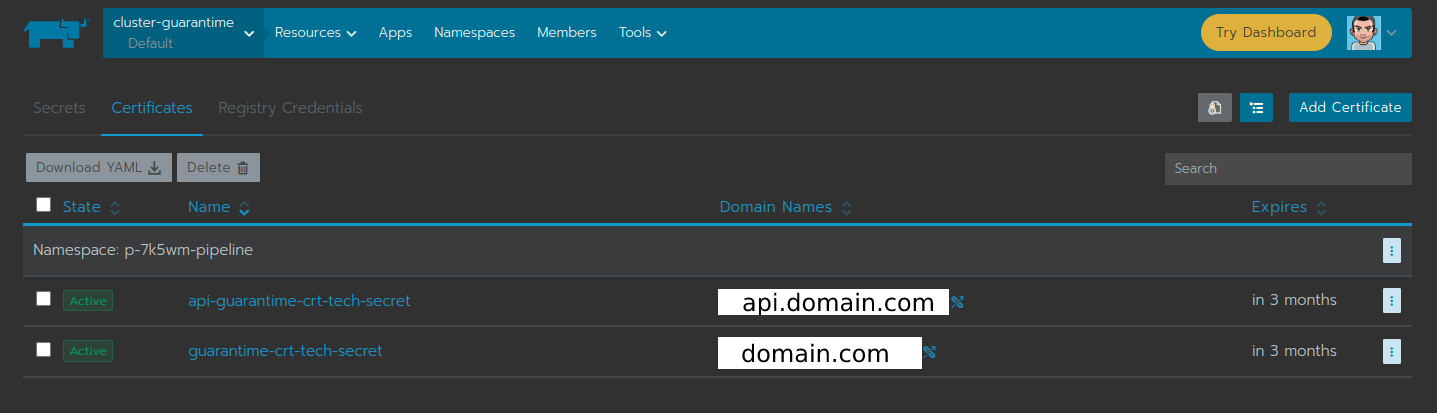 cluster-guarantime
Default
Resources Apps Namespaces Members Tools Try Dashboard
Secrets Certificates Registry Credentials Add Certificate
Download YAML Delete Search
State Name Domain Names Expires
Namespace: p-7k5wm-pipeline
Active api-guarantime-crt-tech-secret api.domain.com in 3 months
Active guarantime-crt-tech-secret domain.com in 3 months